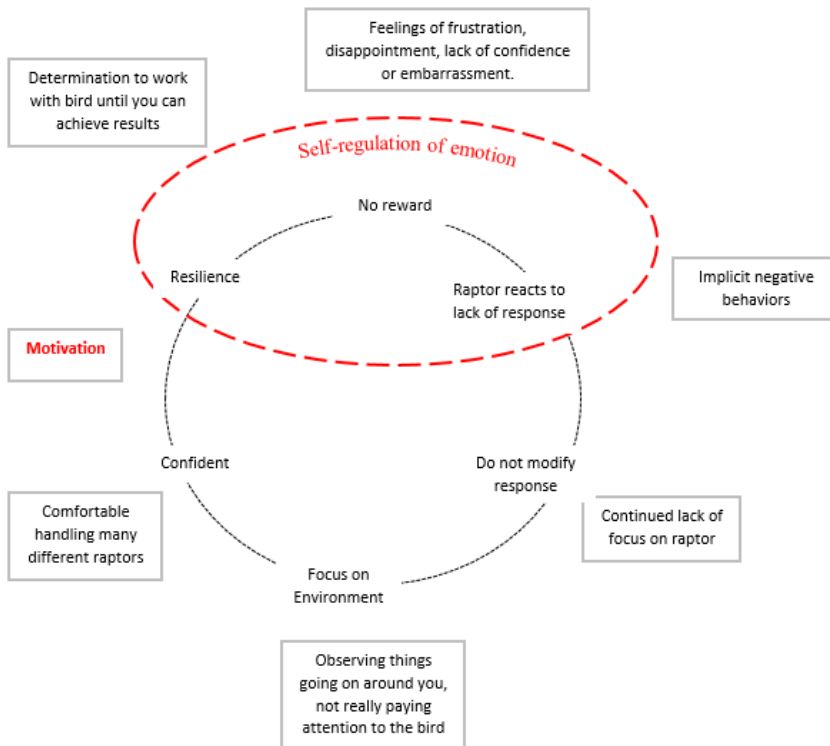 Feelings of frustration,
disappointment, lack of confidence
or embarrassment.
Determination to work
with bird until you can
achieve results
Self-regulation of emotion
No reward
Resilience
Raptor reacts to
lack of response
Implicit negative
behaviors
Motivation
Confident
Do not modify
response
Comfortable
handling many
different raptors
Continued lack of
focus on raptor
Focus on
Environment
Observing things
going on around you,
not really paying
attention to the bird